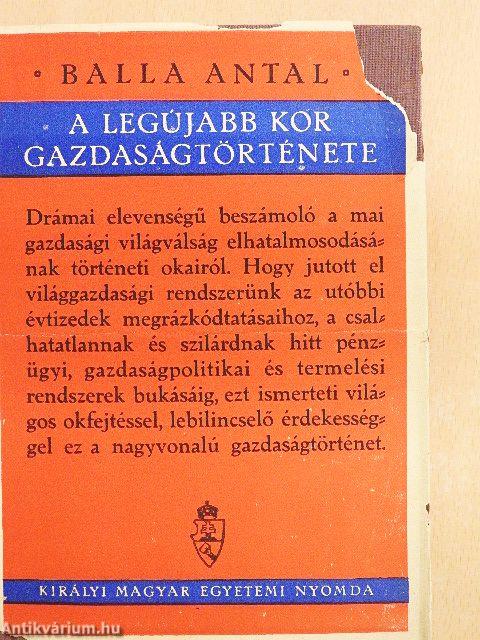 · BALLA ANTAL ·
A LEGÚJABB KOR
GAZDASÁGTÖRTÉNETE
Drámai elevenségű beszámoló a mai
gazdasági világválság elhatalmosodásá-
nak történeti okairól. Hogy jutott el
világgazdasági rendszerünk az utóbbi
évtizedek megrázkódtatásaihoz, a csal-
hatatlannak és szilárdnak hitt pénz-
ügyi, gazdaságpolitikai és termelési
rendszerek bukásáig, ezt ismerteti vilá-
gos okfejtéssel, lebilincselő érdekesség-
gel ez a nagyvonalú gazdaságtörténet.
KIRÁLYI MAGYAR EGYETEMI NYOMDA
Antikvárium.hu